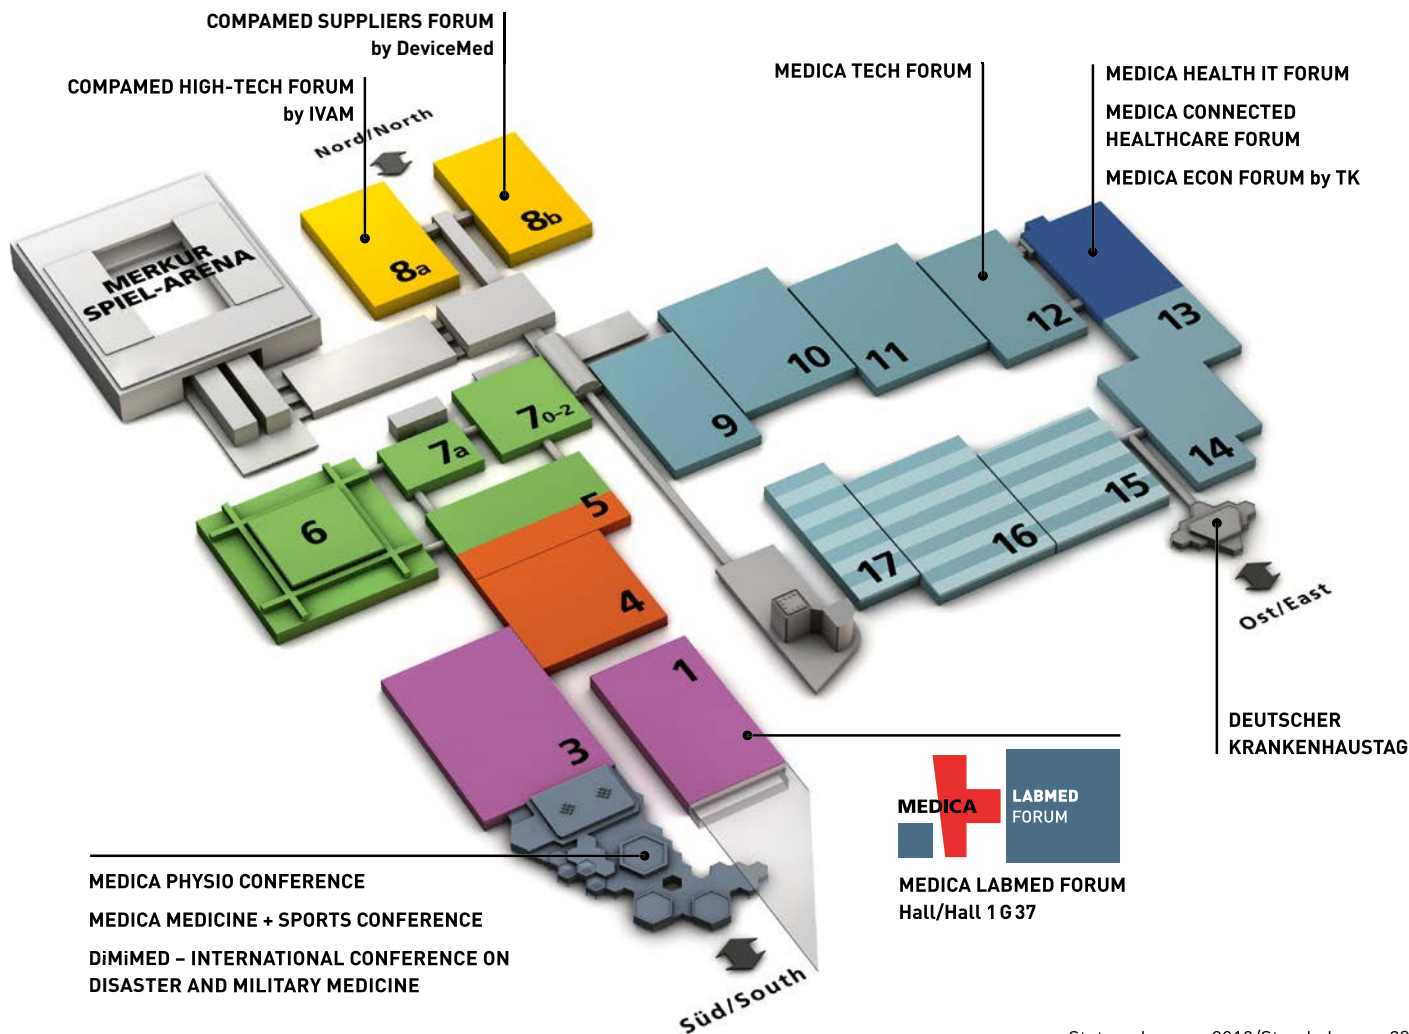 COMPAMED SUPPLIERS FORUM
by DeviceMed
COMPAMED HIGH-TECH FORUM
by IVAM
MEDICA TECH FORUM
MEDICA HEALTH IT FORUM
MEDICA CONNECTED
HEALTHCARE FORUM
MEDICA ECON FORUM by TK
Nord/North
MERKUR
SPIEL-ARENA
8a
8b
9
10
11
12
13
14
15
16
17
7 0–2
7a
6
5
4
3
1
Ost/East
DEUTSCHER
KRANKENHAUSTAG
MEDICA
LABMED
FORUM
MEDICA LABMED FORUM
Hall/Hall 1 G 37
MEDICA PHYSIO CONFERENCE
MEDICA MEDICINE + SPORTS CONFERENCE
DiMiMED – INTERNATIONAL CONFERENCE ON
DISASTER AND MILITARY MEDICINE
Süd/South